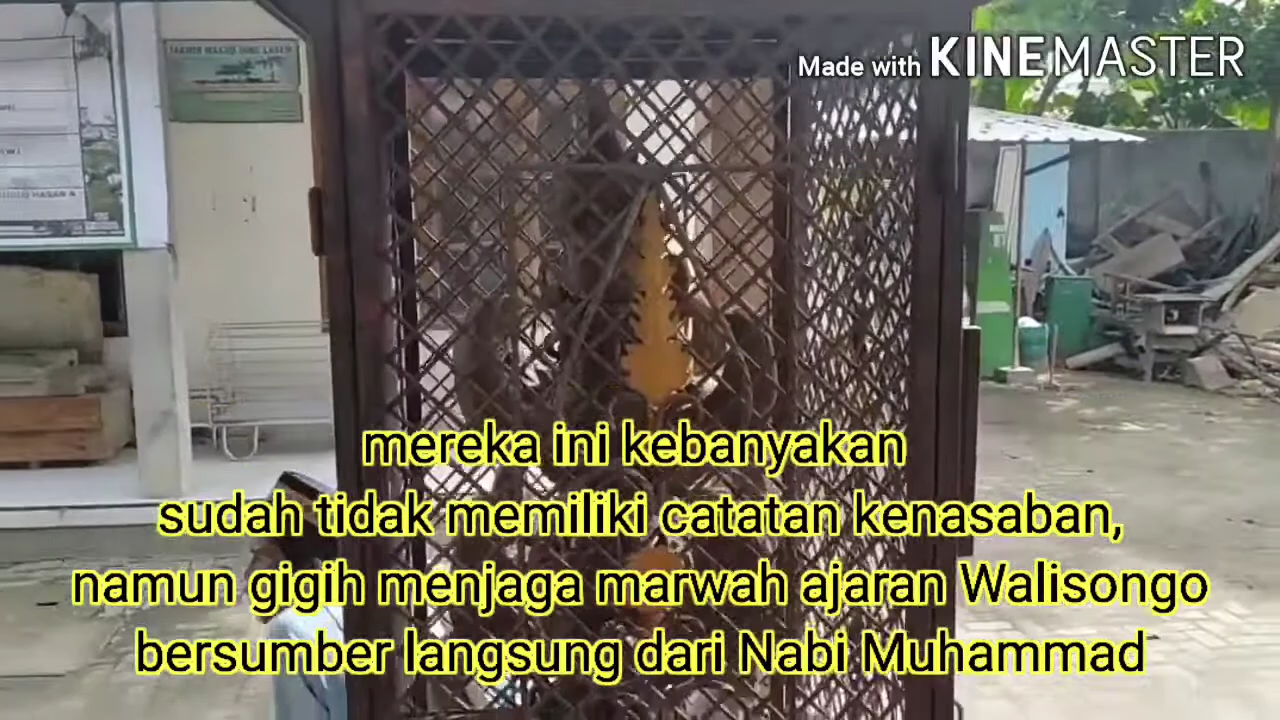 Made with KINEMASTER
mereka ini kebanyakan
sudah tidak memiliki catatan kenasaban,
namun gigih menjaga marwah ajaran Walisongo
bersumber langsung dari Nabi Muhammad